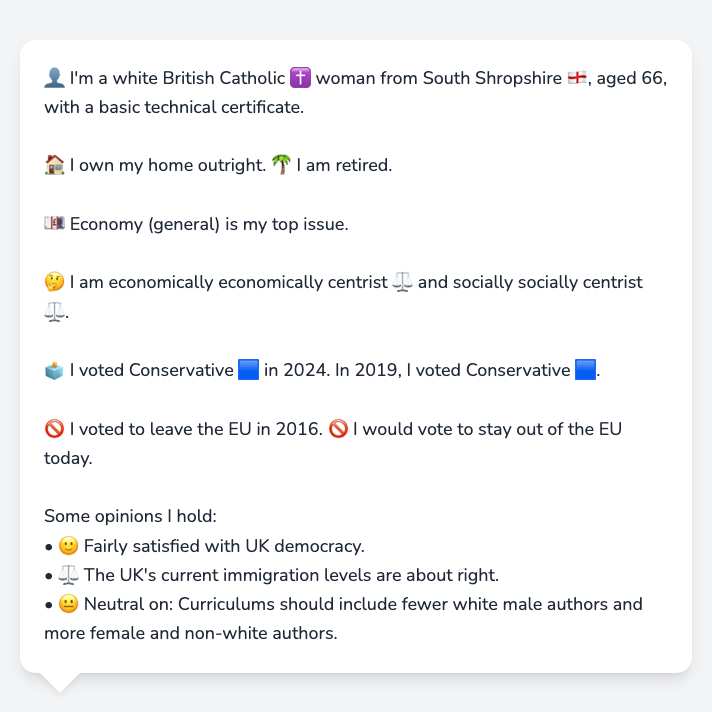 👤 I'm a white British Catholic ✝️ woman from South Shropshire 🏴󠁧󠁢󠁥󠁮󠁧󠁿, aged 66,
with a basic technical certificate.
🏠 I own my home outright. 🌴 I am retired.
💷 Economy (general) is my top issue.
🤔 I am economically economically centrist ⚖️ and socially socially centrist
⚖️.
🗳️ I voted Conservative 🟦 in 2024. In 2019, I voted Conservative 🟦.
🚫 I voted to leave the EU in 2016. 🚫 I would vote to stay out of the EU
today.
Some opinions I hold:
• 🙂 Fairly satisfied with UK democracy.
• ⚖️ The UK's current immigration levels are about right.
• 😐 Neutral on: Curriculums should include fewer white male authors and
more female and non-white authors.